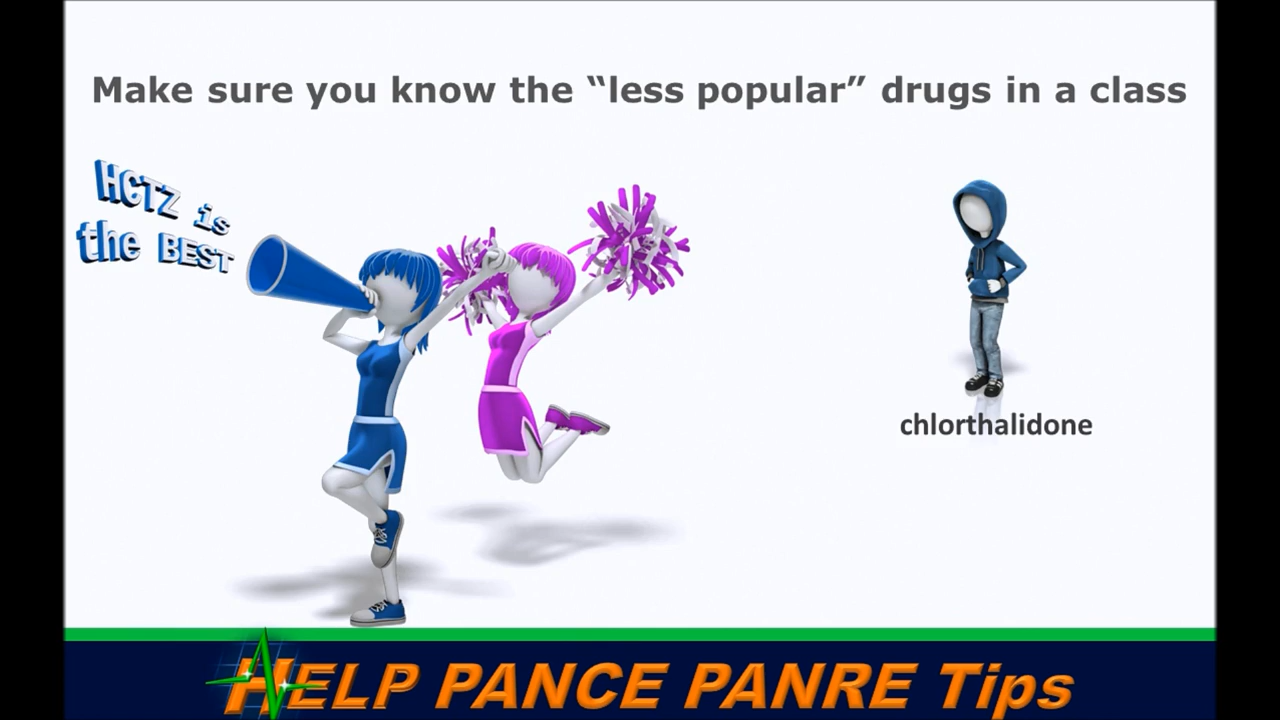 Make sure you know the “less popular” drugs in a class
HCTZ is
the BEST
chlorthalidone
HELP PANCE PANRE Tips